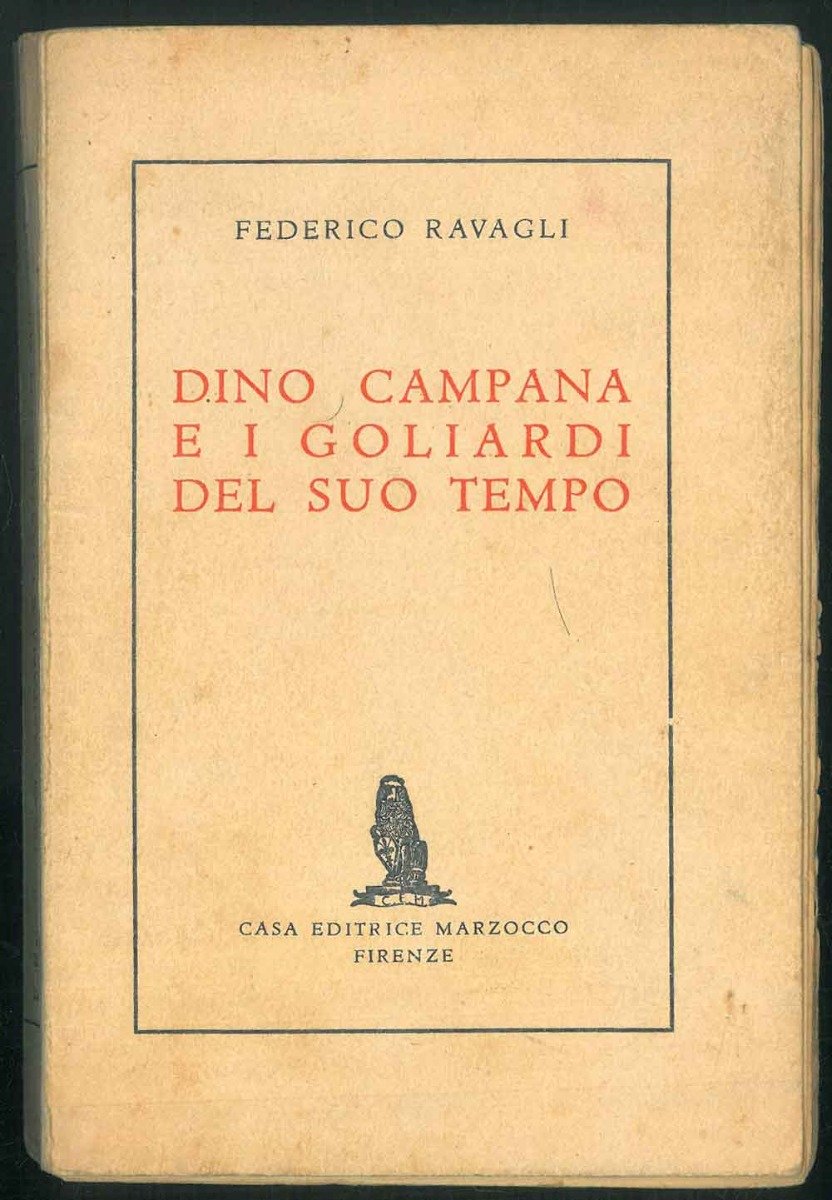 FEDERICO RAVAGLI
DINO CAMPANA
E I GOLIARDI
DEL SUO TEMPO
C.E.M.
CASA EDITRICE MARZOCCO
FIRENZE